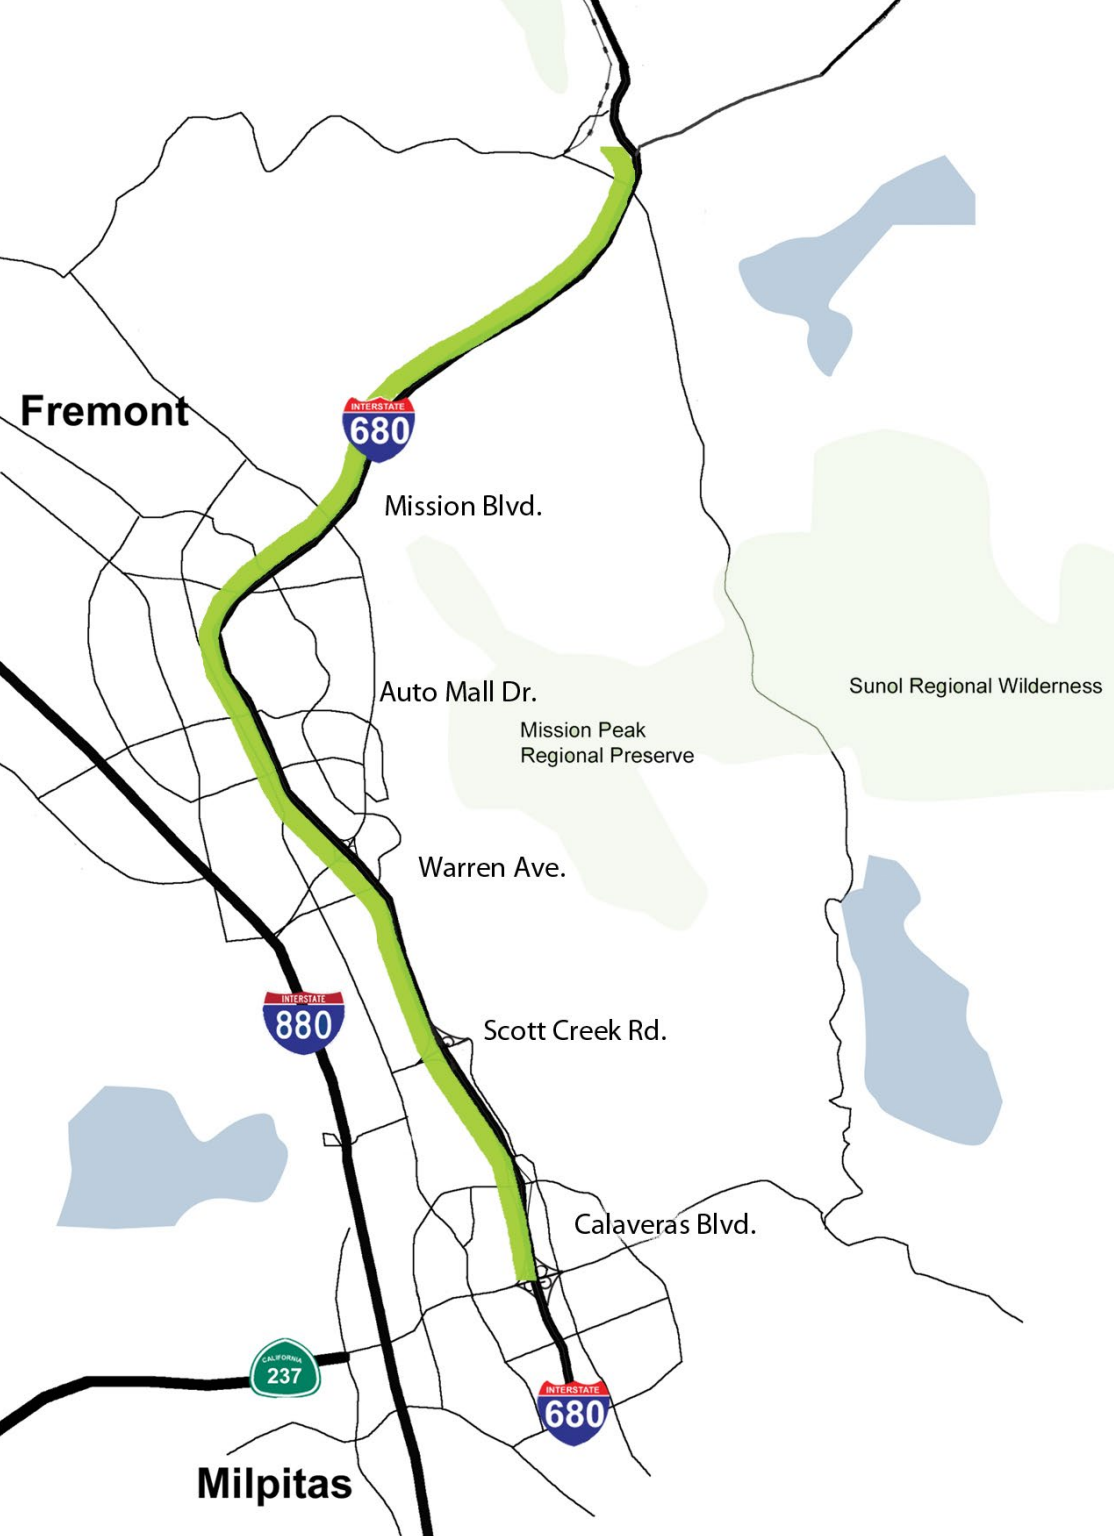 Fremont
INTERSTATE
680
Mission Blvd.
Auto Mall Dr.
Sunol Regional Wilderness
Mission Peak
Regional Preserve
Warren Ave.
INTERSTATE
880
Scott Creek Rd.
Calaveras Blvd.
CALIFORNIA
237
INTERSTATE
680
Milpitas